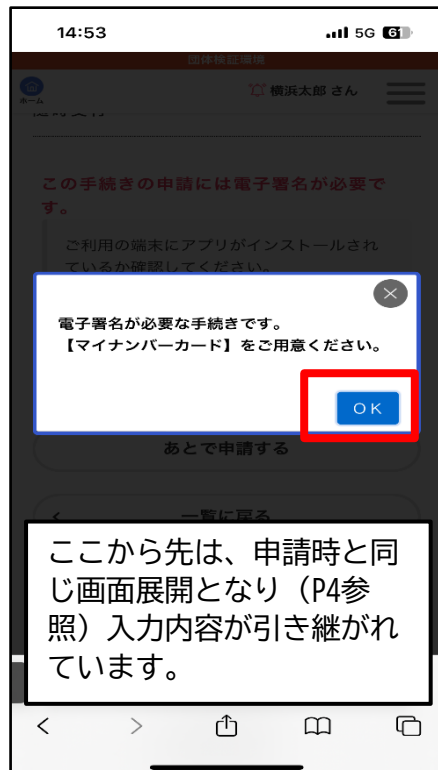 14:53
5G 61
団体検証環境
ホーム
横浜太郎 さん
随時受付
この手続きの申請には電子署名が必要で
す。
ご利用の端末にアプリがインストールされ
ているか確認してください。
電子署名が必要な手続きです。
【マイナンバーカード】をご用意ください。
OK
あとで申請する
一覧に戻る
ここから先は、申請時と同
じ画面展開となり（P4参
照）入力内容が引き継がれ
ています。